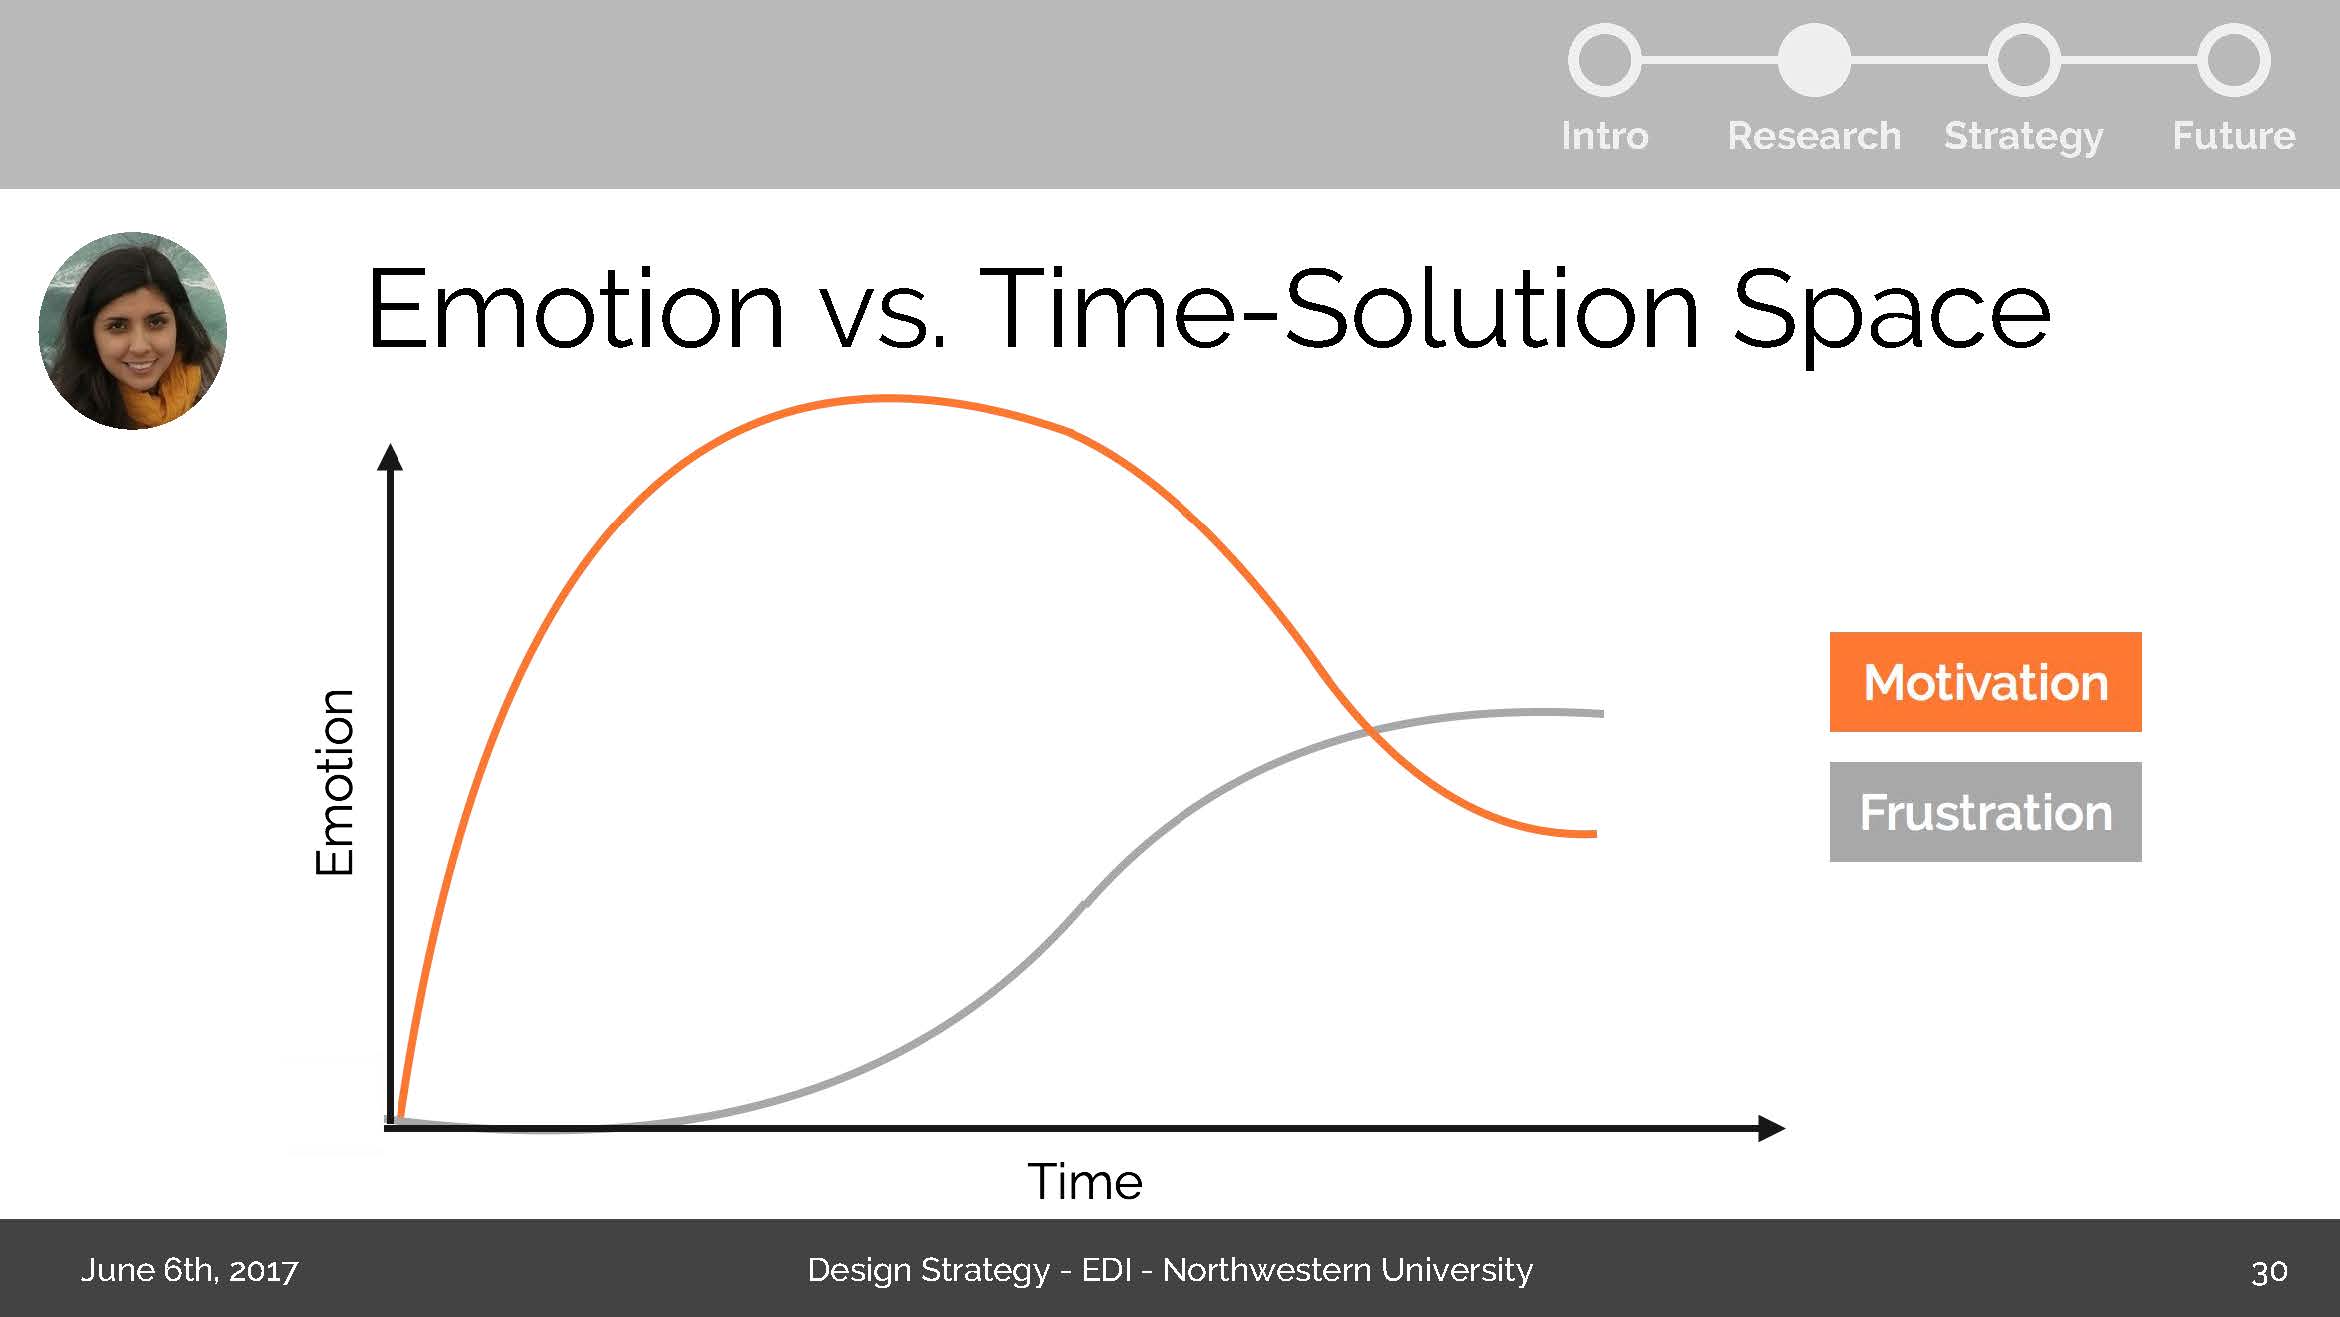 Intro Research Strategy Future
Emotion vs. Time-Solution Space
Emotion
Motivation
Frustration
Time
June 6th, 2017 Design Strategy - EDI - Northwestern University 30